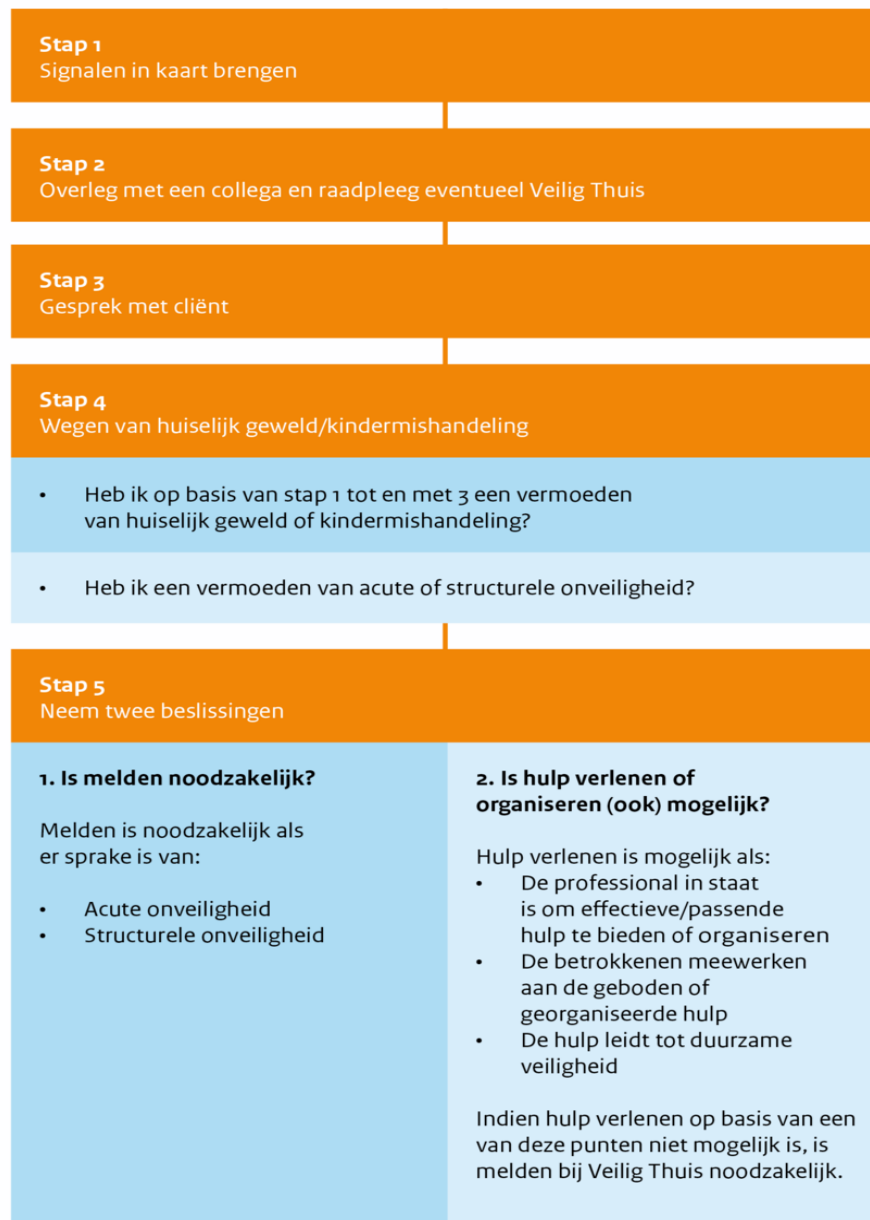 Stap 1
Signalen in kaart brengen
Stap 2
Overleg met een collega en raadpleeg eventueel Veilig Thuis
Stap 3
Gesprek met cliënt
Stap 4
Wegen van huiselijk geweld/kindermishandeling
• Heb ik op basis van stap 1 tot en met 3 een vermoeden
van huiselijk geweld of kindermishandeling?
• Heb ik een vermoeden van acute of structurele onveiligheid?
Stap 5
Neem twee beslissingen
1. Is melden noodzakelijk?
Melden is noodzakelijk als
er sprake is van:
• Acute onveiligheid
• Structurele onveiligheid
2. Is hulp verlenen of
organiseren (ook) mogelijk?
Hulp verlenen is mogelijk als:
• De professional in staat
is om effectieve/passende
hulp te bieden of organiseren
• De betrokkenen meewerken
aan de geboden of
georganiseerde hulp
• De hulp leidt tot duurzame
veiligheid
Indien hulp verlenen op basis van een
van deze punten niet mogelijk is, is
melden bij Veilig Thuis noodzakelijk.